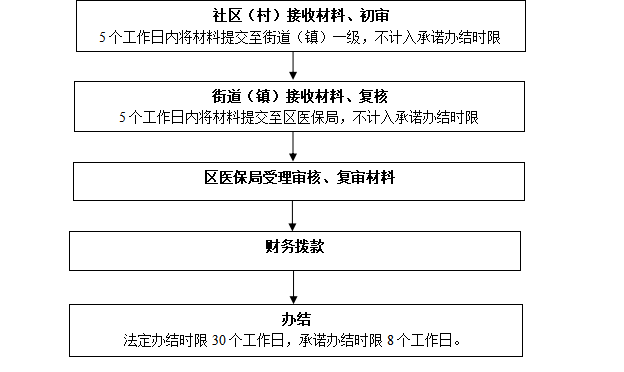 社区（村）接收材料、初审
5个工作日内将材料提交至街道（镇）一级，不计入承诺办结时限
街道（镇）接收材料、复核
5个工作日内将材料提交至区医保局，不计入承诺办结时限
区医保局受理审核、复审材料
财务拨款
办结
法定办结时限30个工作日，承诺办结时限8个工作日。